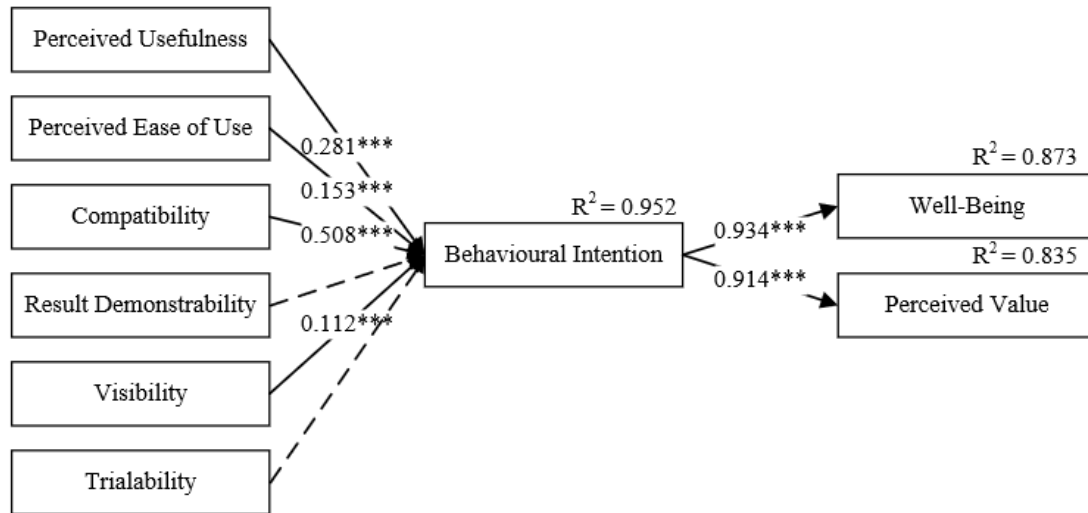 Perceived Usefulness
Perceived Ease of Use
0.281***
0.153***
Compatibility
0.508***
Result Demonstrability
0.112***
Visibility
Trialability
R² = 0.952
Behavioural Intention
0.934***
0.914***
R² = 0.873
Well-Being
R² = 0.835
Perceived Value